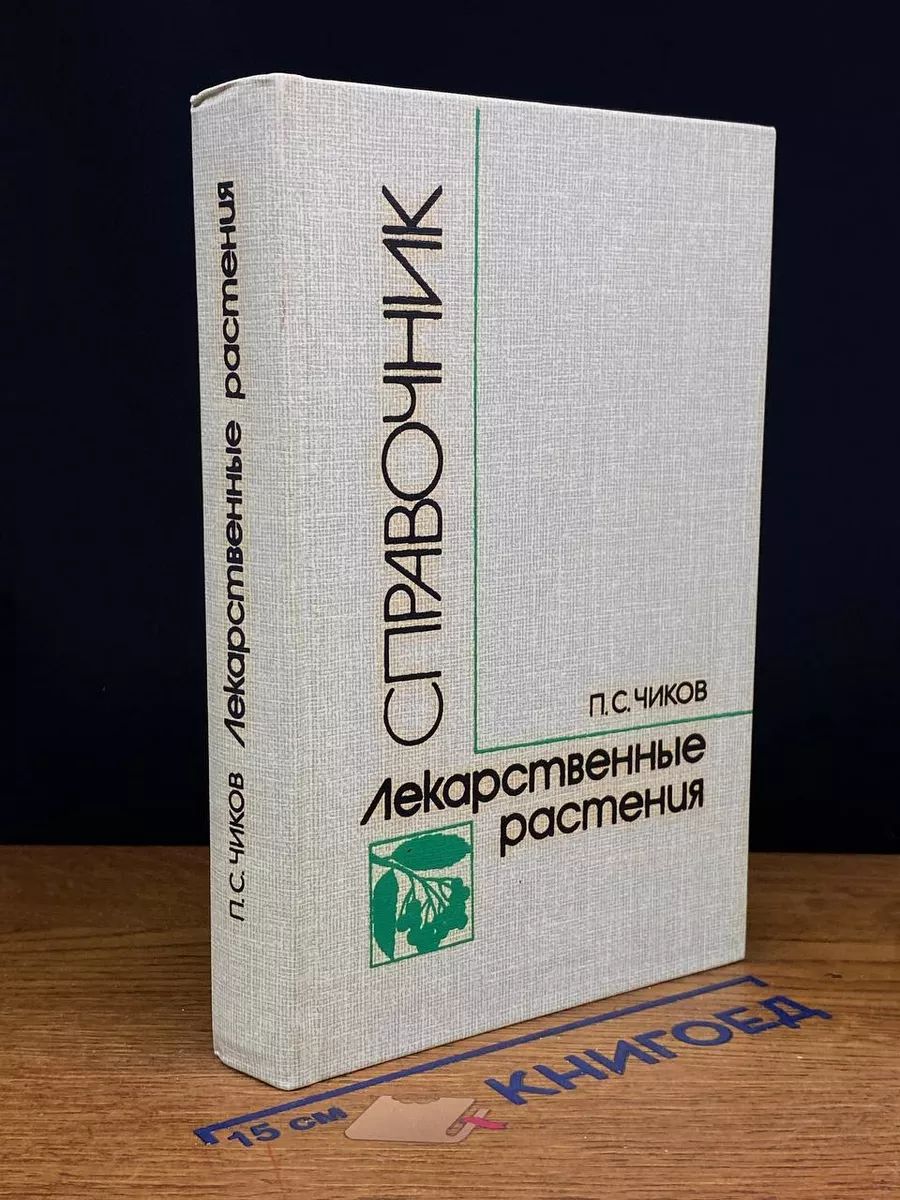 П.С.ЧИКОВ Лекарственные растения
СПРАВОЧНИК
П.С.ЧИКОВ
Лекарственные
растения
15 см
КНИГОЕД